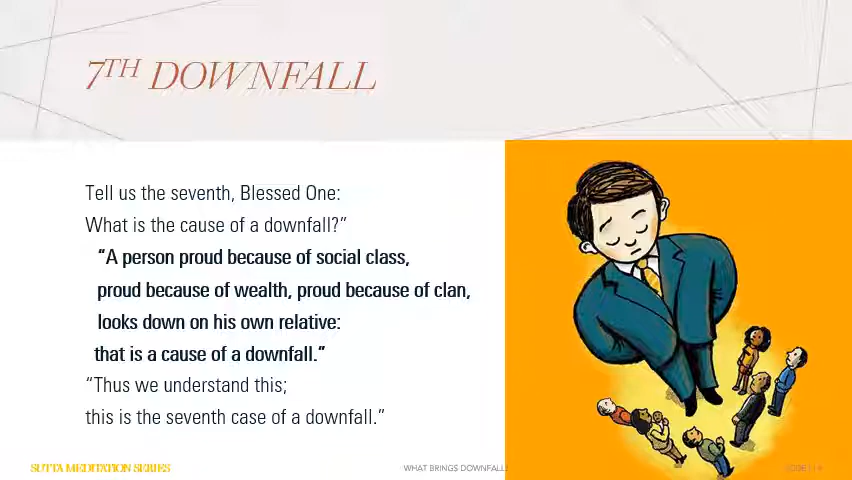 7TH DOWNFALL
Tell us the seventh, Blessed One:
What is the cause of a downfall?”
“A person proud because of social class,
proud because of wealth, proud because of clan,
looks down on his own relative:
that is a cause of a downfall.”
“Thus we understand this;
this is the seventh case of a downfall.”
SUTTA MEDITATION SERIES
WHAT BRINGS DOWNFALL?